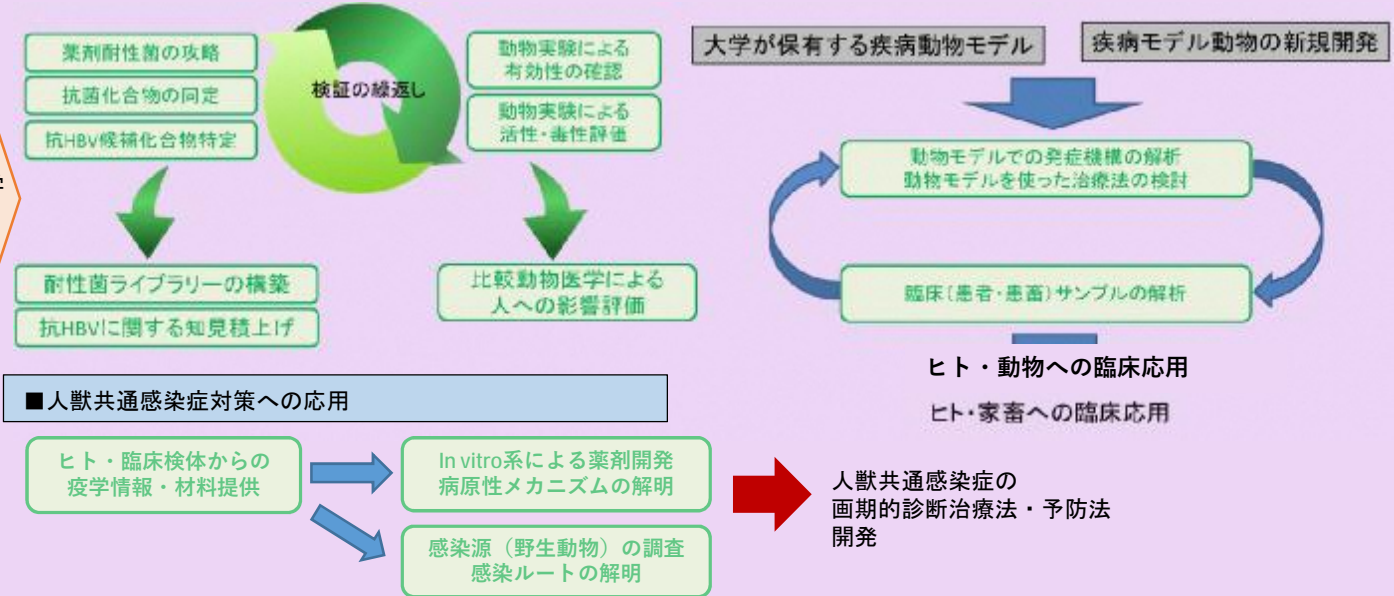 薬剤耐性菌の攻略
抗菌化合物の同定
抗HBV候補化合物特定
検証の繰返し
動物実験による
有効性の確認
動物実験による
活性・毒性評価
耐性菌ライブラリーの構築
抗HBVに関する知見積上げ
比較動物医学による
人への影響評価
大学が保有する疾病動物モデル
疾病モデル動物の新規開発
動物モデルでの発症機構の解析
動物モデルを使った治療法の検討
臨床(患者・患畜)サンプルの解析
ヒト・動物への臨床応用
ヒト・家畜への臨床応用
■人獣共通感染症対策への応用
ヒト・臨床検体からの
疫学情報・材料提供
In vitro系による薬剤開発
病原性メカニズムの解明
感染源（野生動物）の調査
感染ルートの解明
人獣共通感染症の
画期的診断治療法・予防法
開発